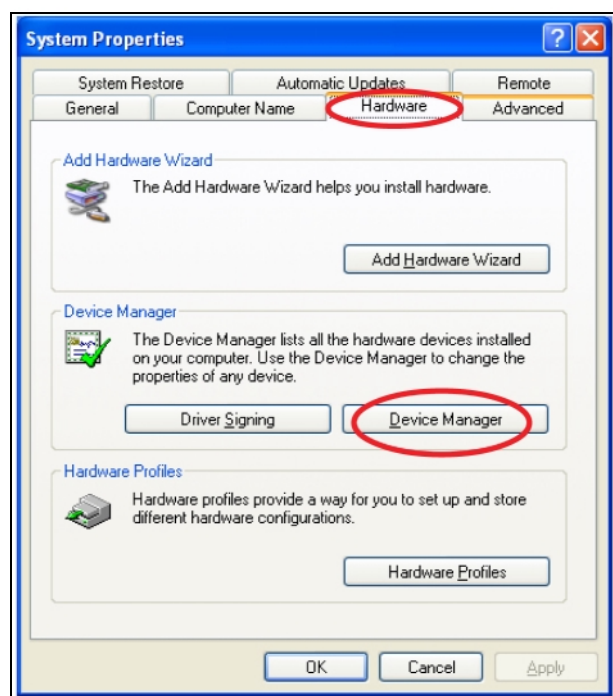 System Properties
System Restore Automatic Updates Remote
General Computer Name Hardware Advanced
Add Hardware Wizard
The Add Hardware Wizard helps you install hardware.
Add Hardware Wizard
Device Manager
The Device Manager lists all the hardware devices installed
on your computer. Use the Device Manager to change the
properties of any device.
Driver Signing Device Manager
Hardware Profiles
Hardware profiles provide a way for you to set up and store
different hardware configurations.
Hardware Profiles
OK Cancel Apply